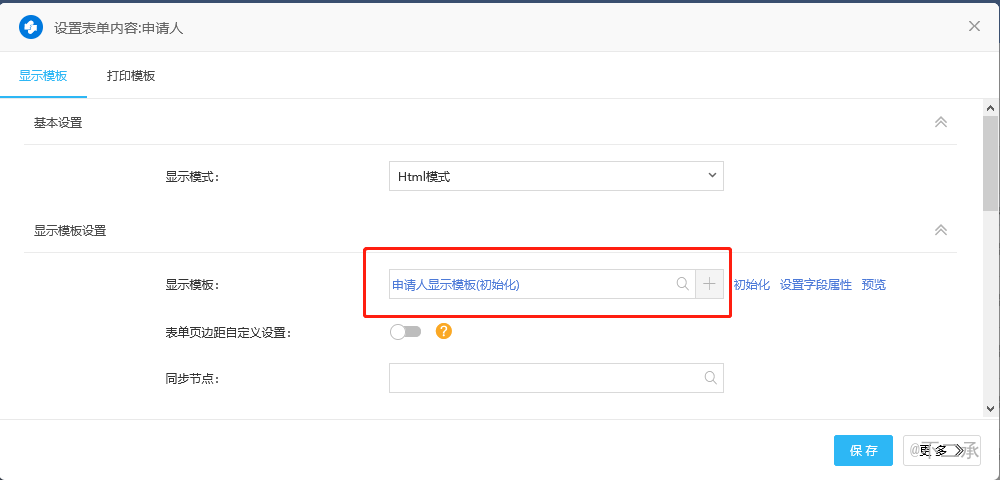 设置表单内容:申请人
显示模板 打印模板
基本设置
显示模式: Html模式
显示模板设置
显示模板: 申请人显示模板(初始化) 初始化 设置字段属性 预览
表单页边距自定义设置: ?
同步节点:
保存 更多
@不二承